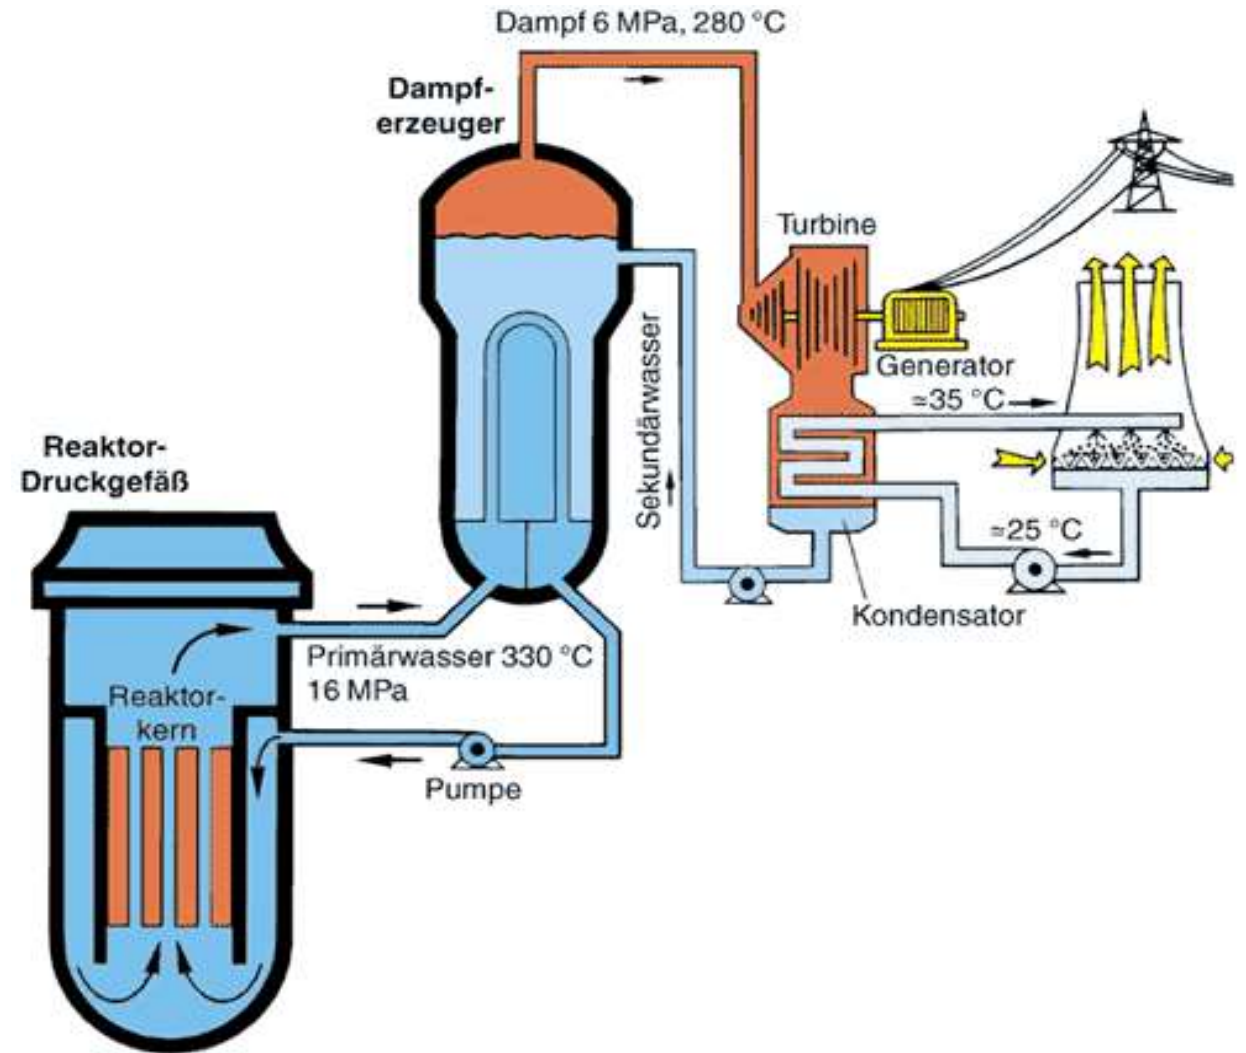 Dampf 6 MPa, 280 °C
Dampf-
erzeuger
Turbine
Generator
≈35 °C
Sekundärwasser
Reaktor-
Druckgefäß
≈25 °C
Kondensator
Primärwasser 330 °C
16 MPa
Reaktor-
kern
Pumpe